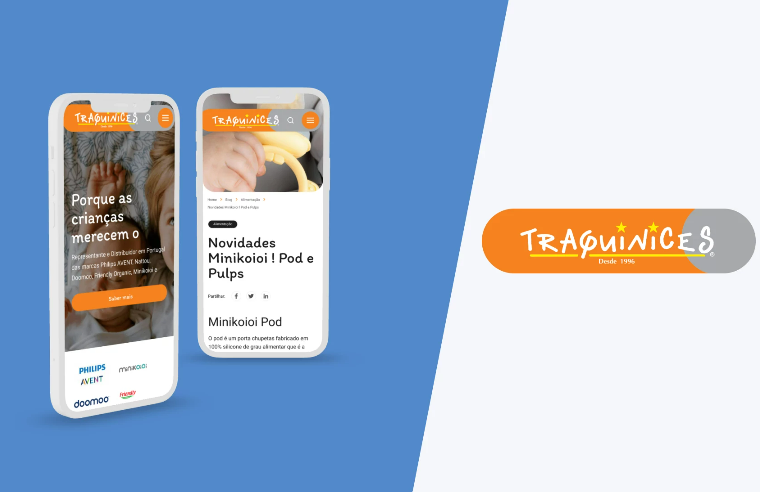 TRAQUINICES
Desde 1996
Porque as
crianças
merecem o
Representante e Distribuidor em Portugal
das marcas Philips AVENT, Nattou,
Doomoo, Friendly Organic, Minikoioi e
Saber mais
PHILIPS
AVENT
minikoioi
doomoo
Friendly
TRAQUINICES
Home > Blog > Alimentação >
Novidades Minikoioi ! Pod e Pulps
Alimentação
Novidades
Minikoioi ! Pod e
Pulps
Partilhar:
Minikoioi Pod
O pod é um porta chupetas fabricado em
100% silicone de grau alimentar que é a
TRAQUINICES
Desde 1996